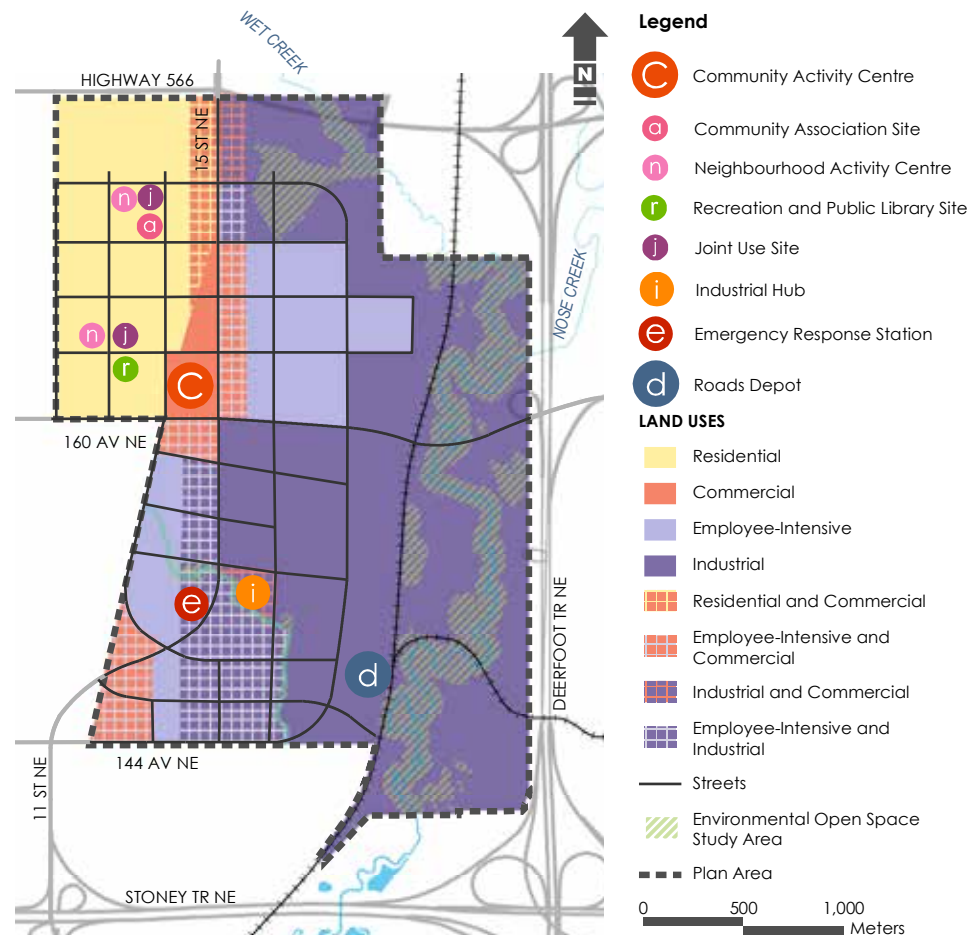 WET CREEK
HIGHWAY 566
15 ST NE
N
n
j
a
NOSE CREEK
n
j
r
C
160 AV NE
e
i
d
DEERFOOT TR NE
144 AV NE
11 ST NE
STONEY TR NE
Legend
C Community Activity Centre
a Community Association Site
n Neighbourhood Activity Centre
r Recreation and Public Library Site
j Joint Use Site
i Industrial Hub
e Emergency Response Station
d Roads Depot
LAND USES
Residential
Commercial
Employee-Intensive
Industrial
Residential and Commercial
Employee-Intensive and
Commercial
Industrial and Commercial
Employee-Intensive and
Industrial
Streets
Environmental Open Space
Study Area
Plan Area
0 500 1,000
Meters